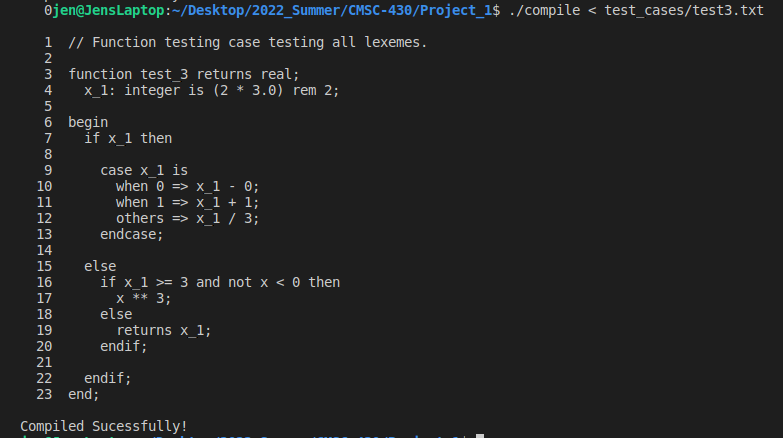 0jen@JensLaptop:~/Desktop/2022_Summer/CMSC-430/Project_1$ ./compile < test_cases/test3.txt
1 // Function testing case testing all lexemes.
2
3 function test_3 returns real;
4 x_1: integer is (2 * 3.0) rem 2;
5
6 begin
7 if x_1 then
8
9 case x_1 is
10 when 0 => x_1 - 0;
11 when 1 => x_1 + 1;
12 others => x_1 / 3;
13 endcase;
14
15 else
16 if x_1 >= 3 and not x < 0 then
17 x ** 3;
18 else
19 returns x_1;
20 endif;
21
22 endif;
23 end;
Compiled Sucessfully!